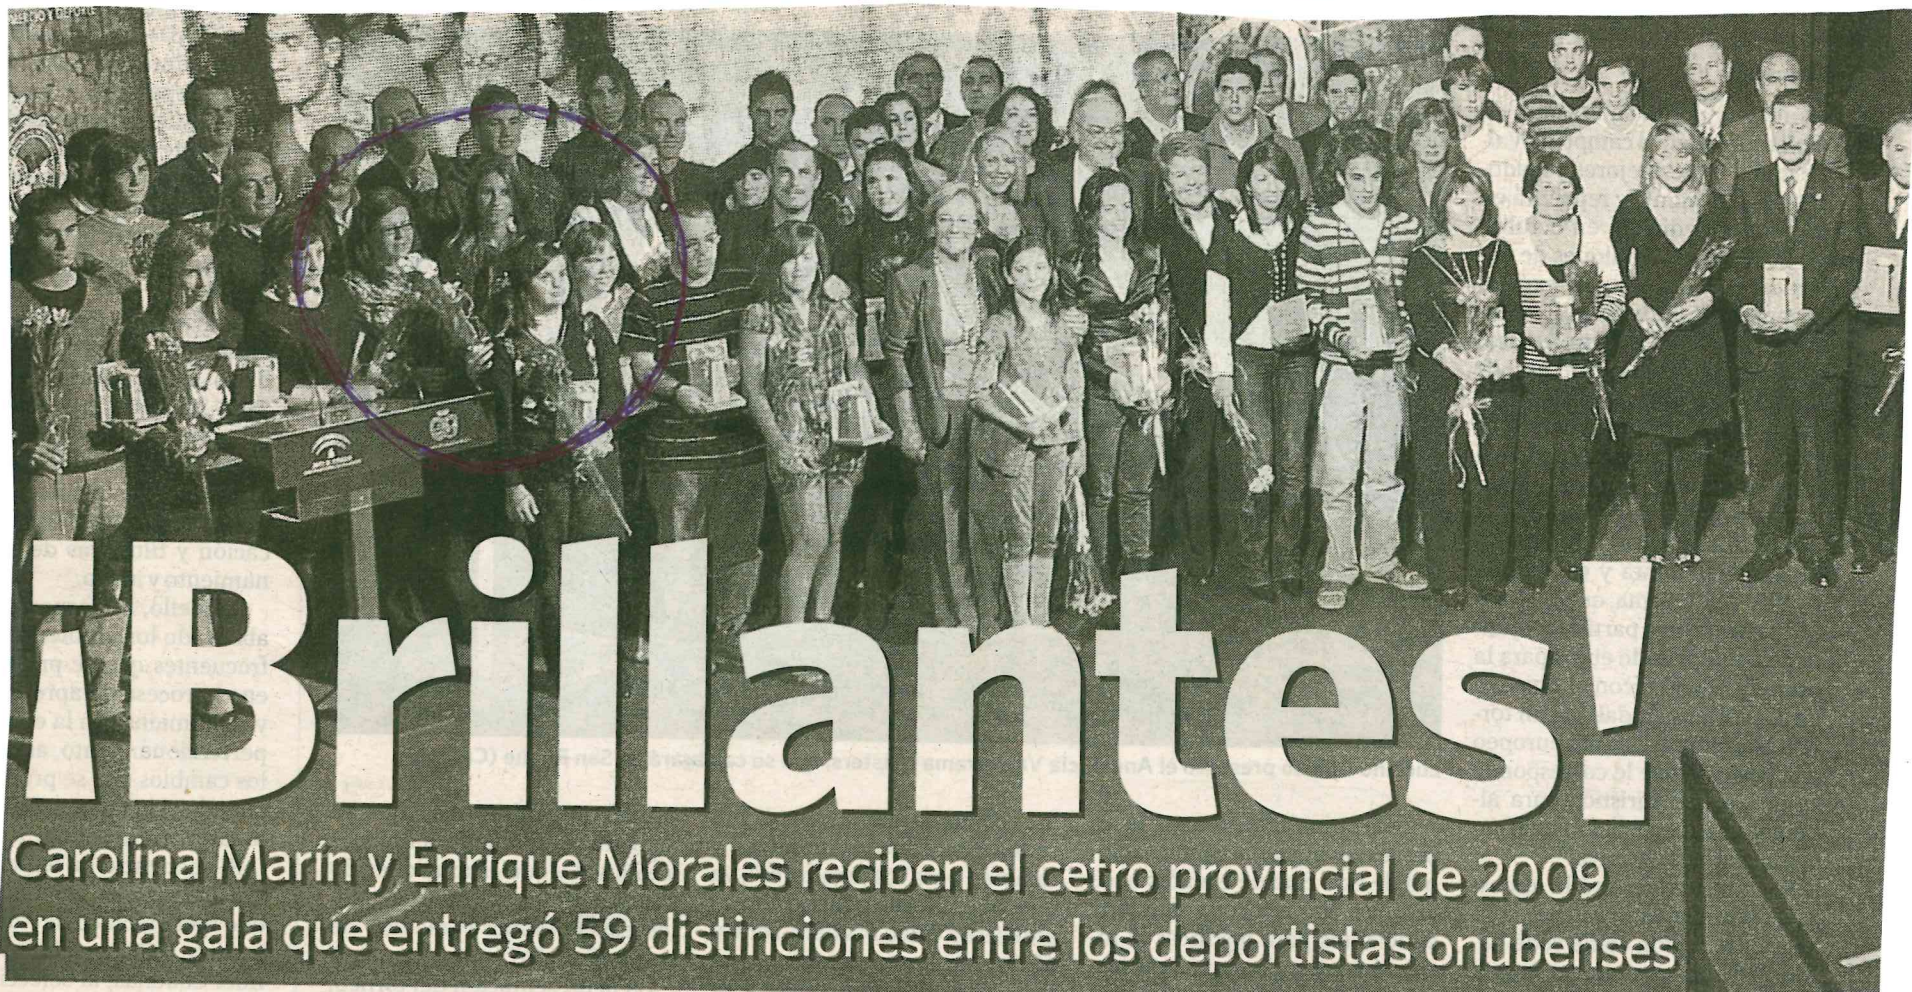 ¡Brillantes!
Carolina Marín y Enrique Morales reciben el cetro provincial de 2009
en una gala que entregó 59 distinciones entre los deportistas onubenses